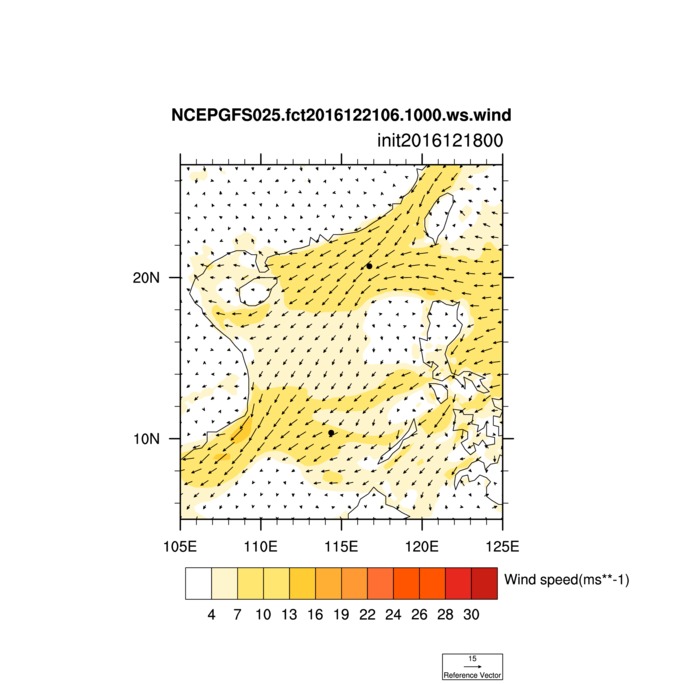 NCEPGFS025.fct2016122106.1000.ws.wind
init2016121800
20N
10N
105E 110E 115E 120E 125E
Wind speed(ms**-1)
4 7 10 13 16 19 22 24 26 28 30
15
Reference Vector